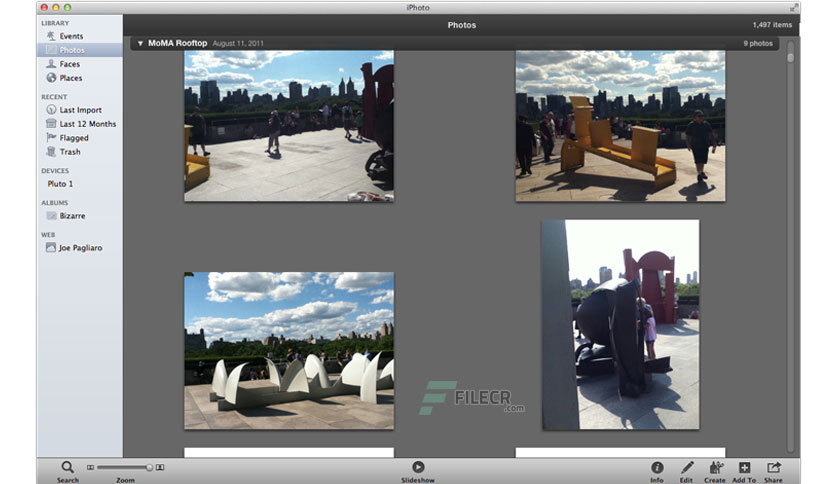 iPhoto
LIBRARY
Events
Photos
Faces
Places
RECENT
Last Import
Last 12 Months
Flagged
Trash
DEVICES
Pluto 1
ALBUMS
Bizarre
WEB
Joe Pagliaro
Photos
1,497 items
▼ MoMA Rooftop August 11, 2011
9 photos
FILECR
.com
Search
Zoom
Slideshow
Info
Edit
Create
Add To
Share